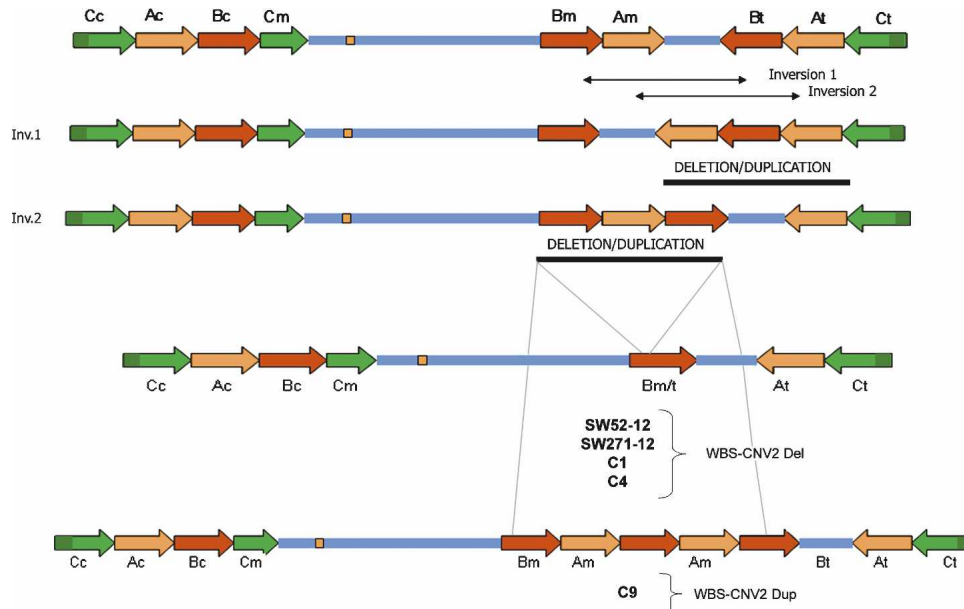 Cc Ac Bc Cm Bm Am Bt At Ct
Inversion 1
Inversion 2
Inv.1
DELETION/DUPLICATION
Inv.2
DELETION/DUPLICATION
Cc Ac Bc Cm Bm/t At Ct
SW52-12
SW271-12
C1
C4
WBS-CNV2 Del
Cc Ac Bc Cm Bm Am Am Bt At Ct
C9 WBS-CNV2 Dup